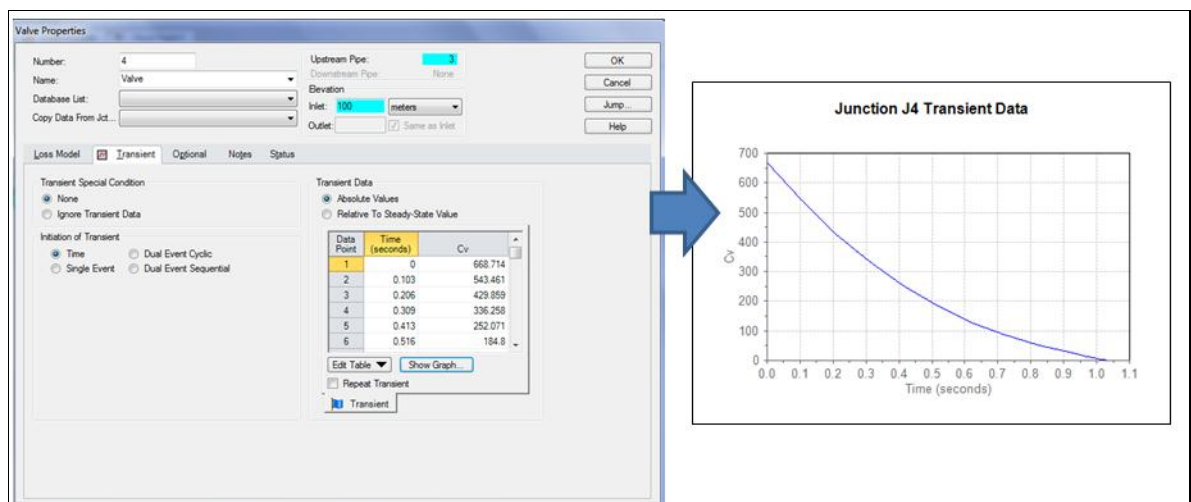 Valve Properties
Number: 4
Name: Valve
Database List:
Copy Data From Jct...
Upstream Pipe: 3
Downstream Pipe: None
Elevation
Inlet: 100 meters
Outlet: Same as Inlet
OK
Cancel
Jump...
Help
Loss Model Transient Optional Notes Status
Transient Special Condition
None
Ignore Transient Data
Initiation of Transient
Time Dual Event Cyclic
Single Event Dual Event Sequential
Transient Data
Absolute Values
Relative To Steady-State Value
Data Point Time (seconds) Cv
1 0 668.714
2 0.103 543.461
3 0.206 429.859
4 0.309 336.258
5 0.413 252.071
6 0.516 184.8
Edit Table Show Graph...
Repeat Transient
Transient
Junction J4 Transient Data
700
600
500
400
300
200
100
0
Cv
0.0 0.1 0.2 0.3 0.4 0.5 0.6 0.7 0.8 0.9 1.0 1.1
Time (seconds)